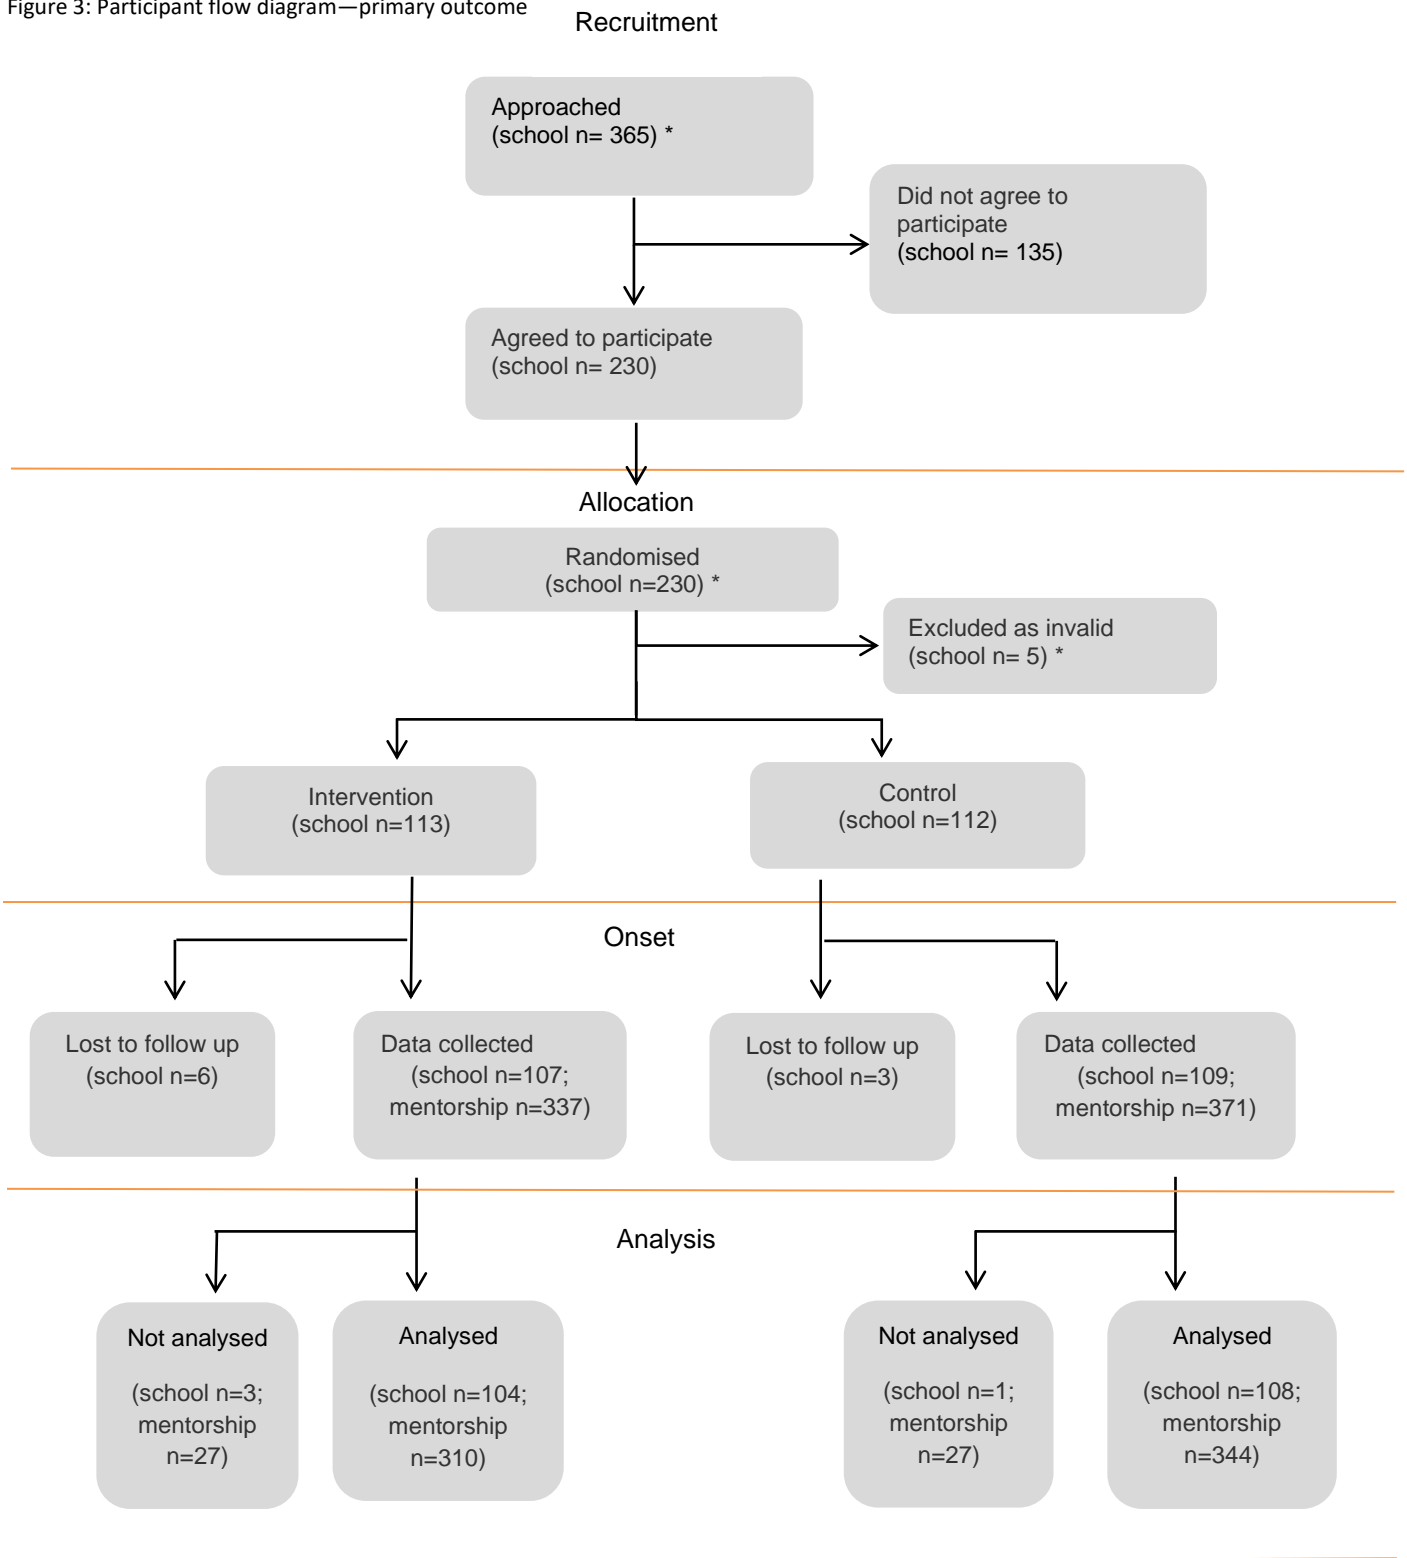 Figure 3: Participant flow diagram—primary outcome
Recruitment
Approached
(school n= 365) *
Did not agree to
participate
(school n= 135)
Agreed to participate
(school n= 230)
Allocation
Randomised
(school n=230) *
Excluded as invalid
(school n= 5) *
Intervention
(school n=113)
Control
(school n=112)
Onset
Lost to follow up
(school n=6)
Data collected
(school n=107;
mentorship n=337)
Lost to follow up
(school n=3)
Data collected
(school n=109;
mentorship n=371)
Analysis
Not analysed
(school n=3;
mentorship
n=27)
Analysed
(school n=104;
mentorship
n=310)
Not analysed
(school n=1;
mentorship
n=27)
Analysed
(school n=108;
mentorship
n=344)